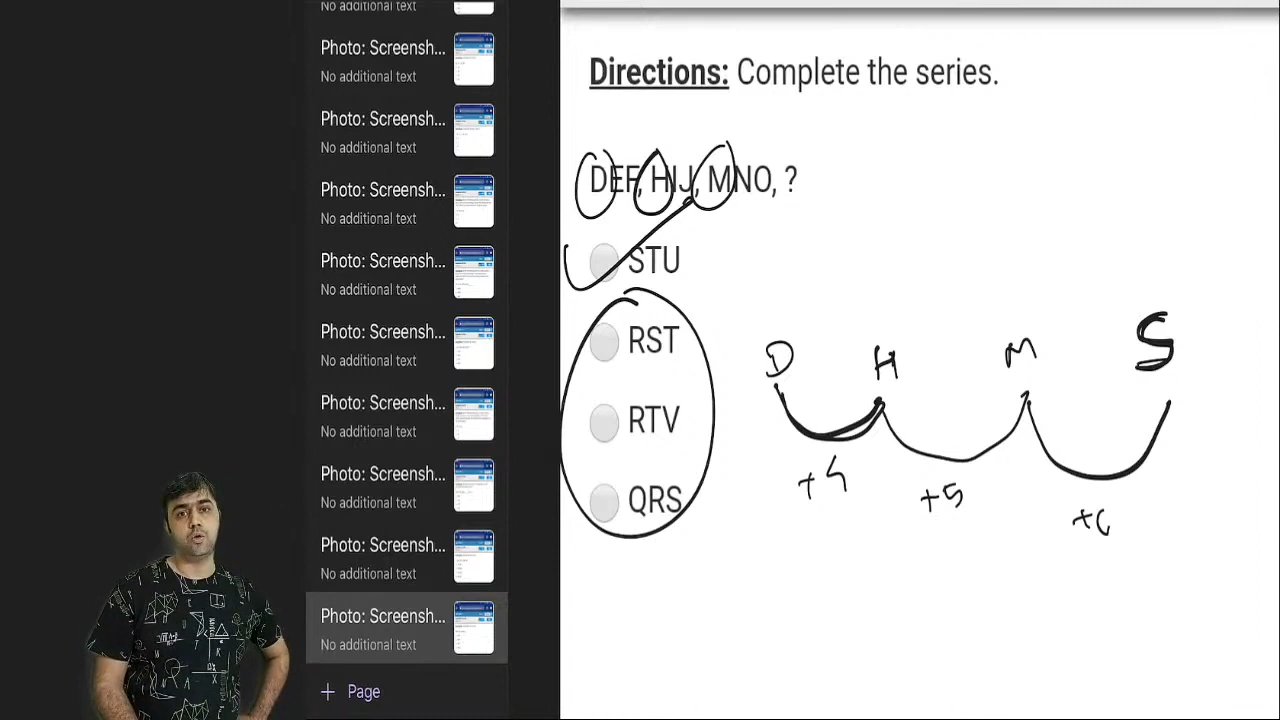 No additional text
Photo: Screensh...
No additional text
Photo: Screensh...
No additional text
Photo: Screensh...
No additional text
Photo: Screensh...
No additional text
Photo: Screensh...
No additional text
Photo: Screensh...
No additional text
Photo: Screensh...
No additional text
Photo: Screensh...
No additional text
Photo: Screensh...
No additional text
+ Page
Directions: Complete the series.
DEF, HIJ, MNO, ?
STU
RST
RTV
QRS
D H M S
+4 +5 +6